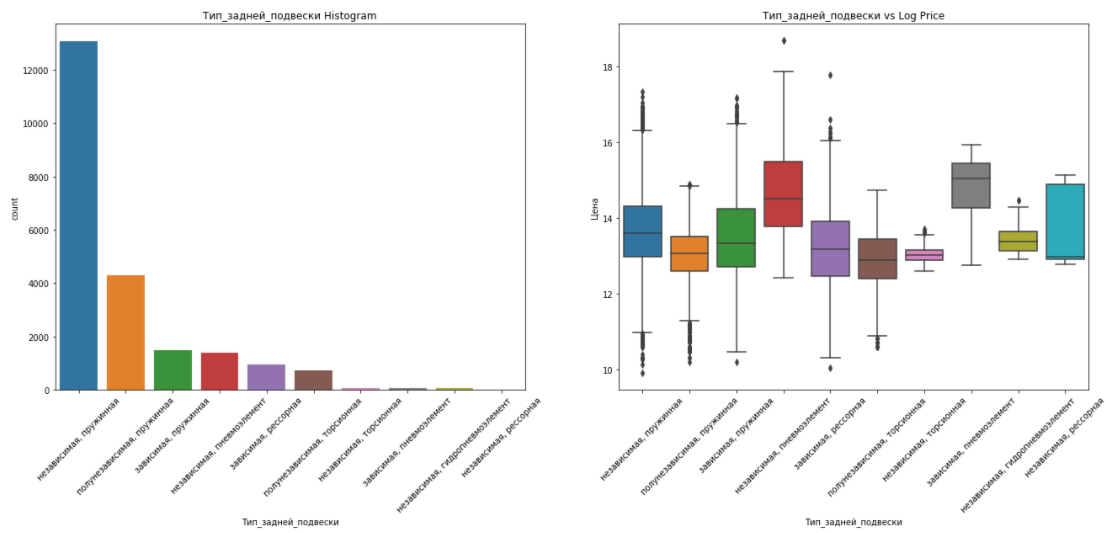 Тип_задней_подвески Histogram
count
12000
10000
8000
6000
4000
2000
0
независимая, пружинная
полунезависимая, пружинная
зависимая, пружинная
независимая, пневмоэлемент
зависимая, рессорная
полунезависимая, торсионная
независимая, торсионная
зависимая, пневмоэлемент
независимая, гидропневмоэлемент
независимая, рессорная
Тип_задней_подвески
Тип_задней_подвески vs Log Price
Цена
18
16
14
12
10
независимая, пружинная
полунезависимая, пружинная
зависимая, пружинная
независимая, пневмоэлемент
зависимая, рессорная
полунезависимая, торсионная
независимая, торсионная
зависимая, пневмоэлемент
независимая, гидропневмоэлемент
независимая, рессорная
Тип_задней_подвески